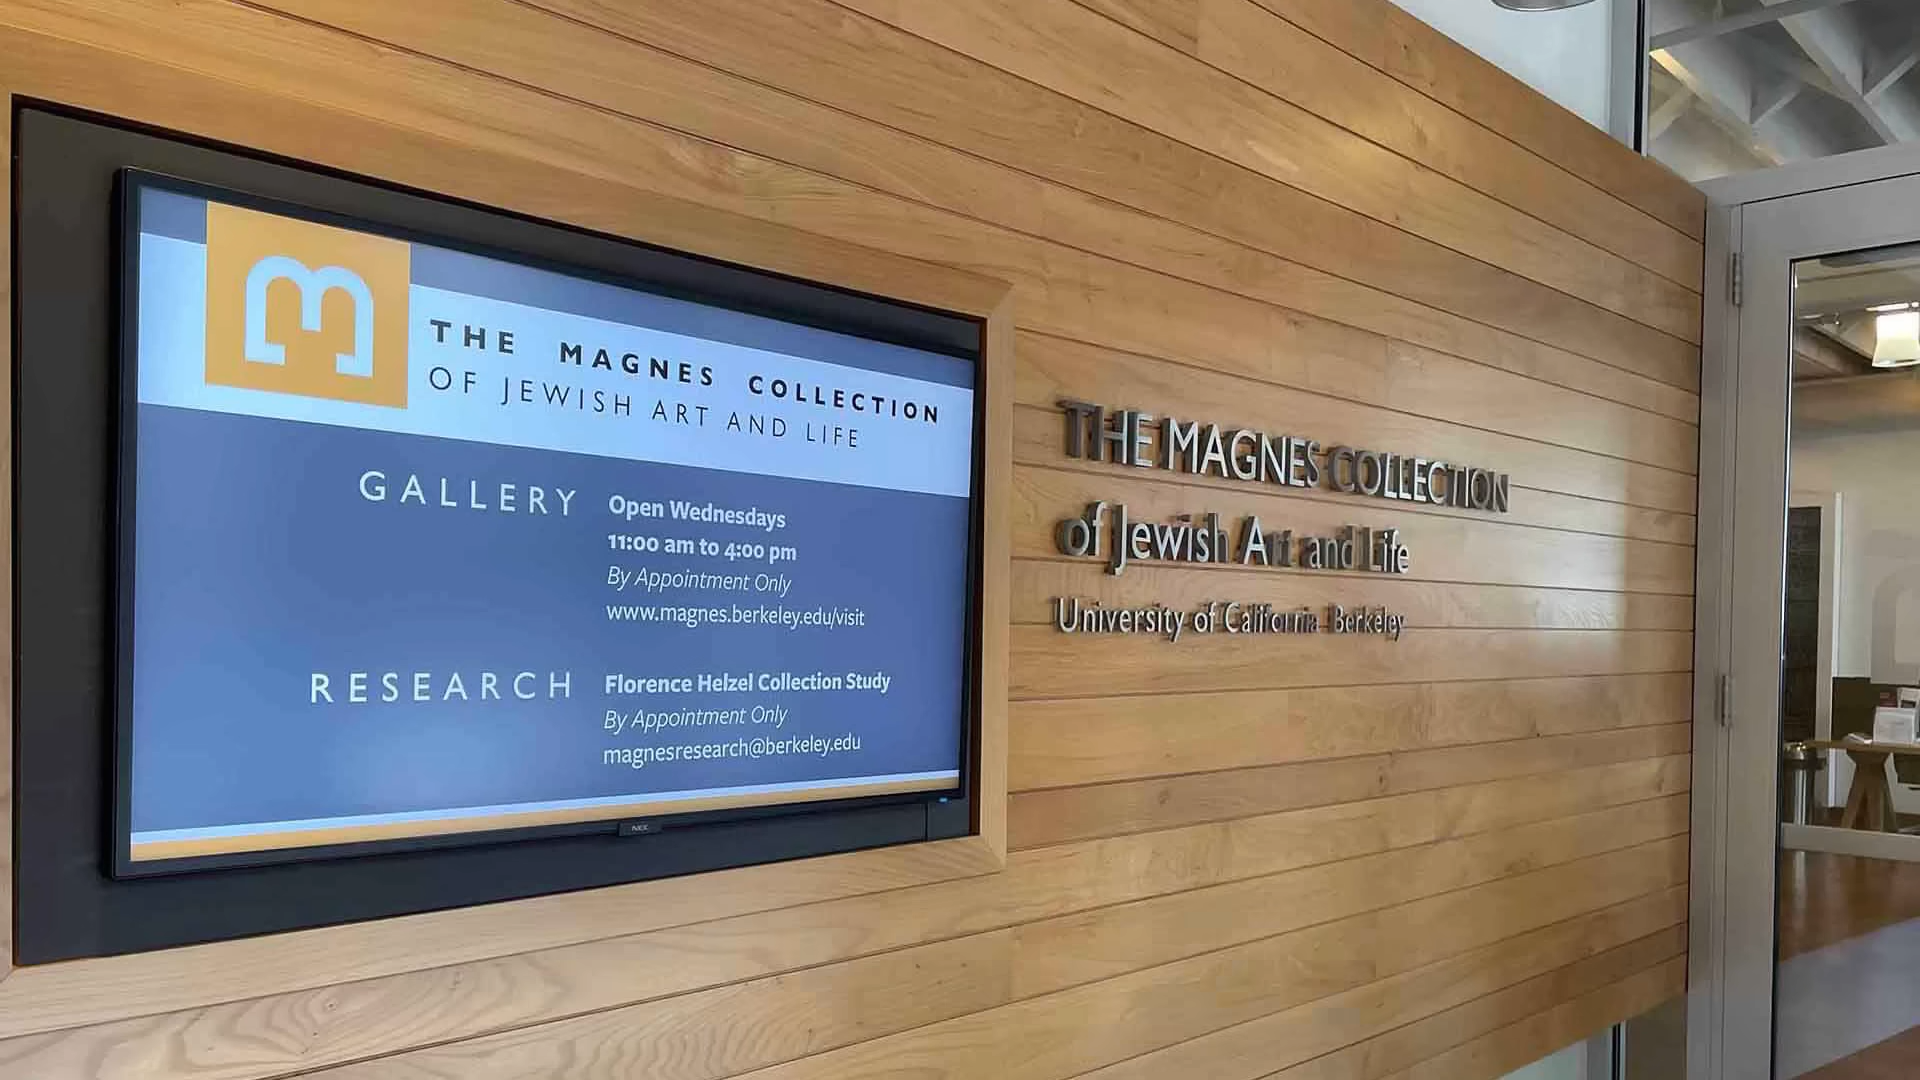 THE MAGNES COLLECTION
OF JEWISH ART AND LIFE
GALLERY
Open Wednesdays
11:00 am to 4:00 pm
By Appointment Only
www.magnes.berkeley.edu/visit
RESEARCH
Florence Helzel Collection Study
By Appointment Only
magnesresearch@berkeley.edu
NEC
THE MAGNES COLLECTION
of Jewish Art and Life
University of California, Berkeley